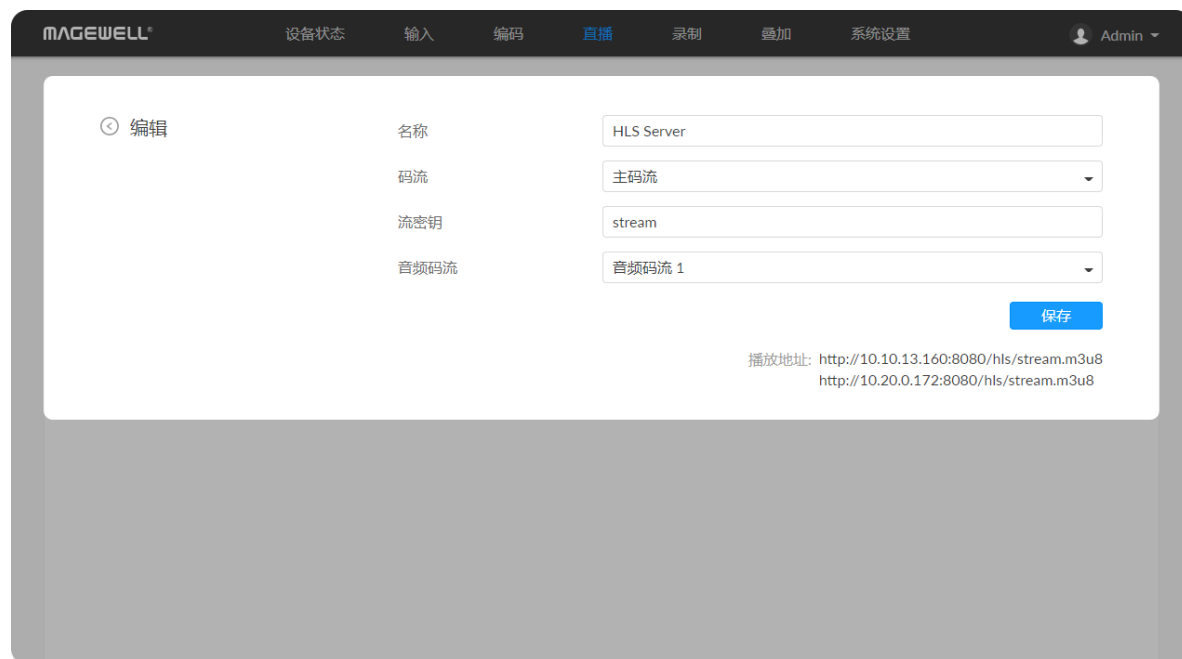 MAGEWELL®
设备状态 输入 编码 直播 录制 叠加 系统设置 Admin
编辑
名称 HLS Server
码流 主码流
流密钥 stream
音频码流 音频码流 1
保存
播放地址: http://10.10.13.160:8080/hls/stream.m3u8
http://10.20.0.172:8080/hls/stream.m3u8